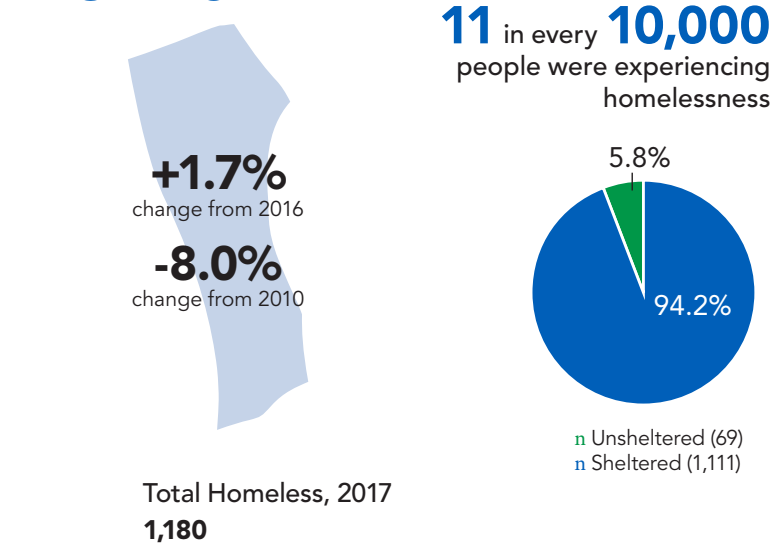 11 in every 10,000
people were experiencing
homelessness
+1.7%
change from 2016
-8.0%
change from 2010
5.8%
94.2%
n Unsheltered (69)
n Sheltered (1,111)
Total Homeless, 2017
1,180